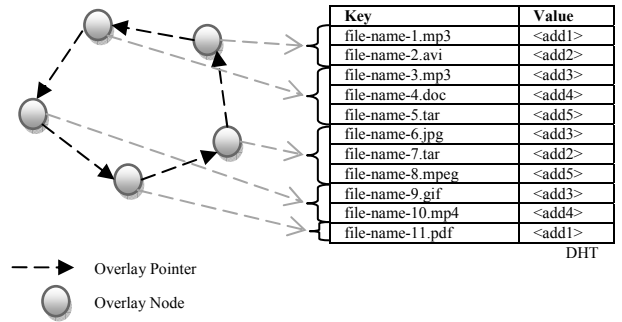 Key Value
file-name-1.mp3 <add1>
file-name-2.avi <add2>
file-name-3.mp3 <add3>
file-name-4.doc <add4>
file-name-5.tar <add5>
file-name-6.jpg <add3>
file-name-7.tar <add2>
file-name-8.mpeg <add5>
file-name-9.gif <add3>
file-name-10.mp4 <add4>
file-name-11.pdf <add1>
DHT
Overlay Pointer
Overlay Node